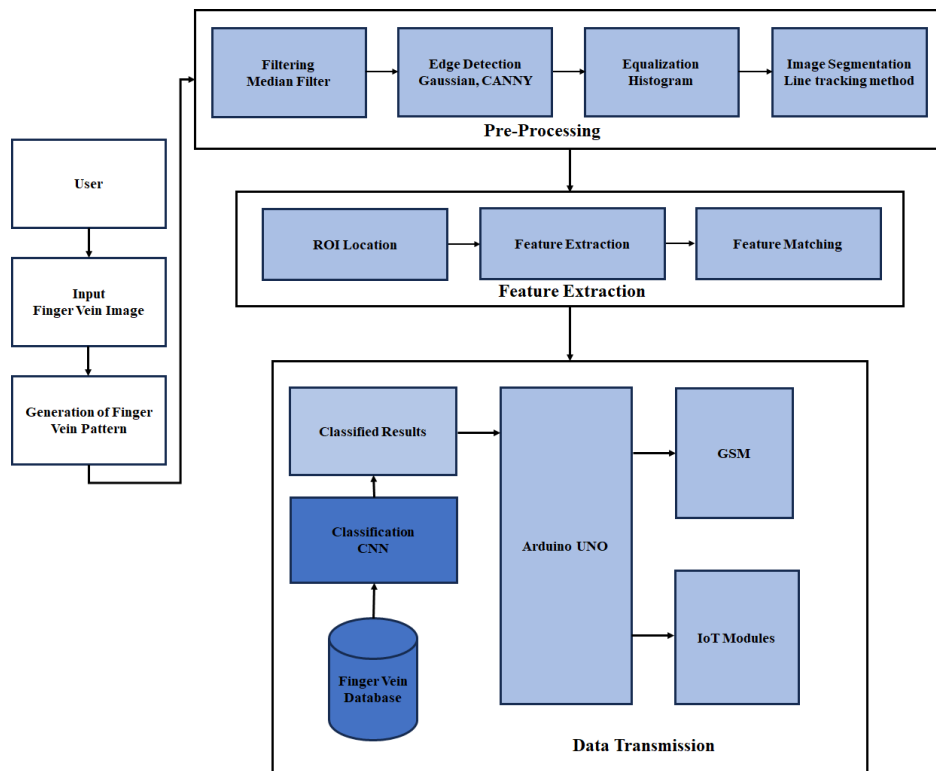 Filtering
Median Filter
Edge Detection
Gaussian, CANNY
Equalization
Histogram
Image Segmentation
Line tracking method
Pre-Processing
User
Input
Finger Vein Image
Generation of Finger
Vein Pattern
ROI Location
Feature Extraction
Feature Matching
Feature Extraction
Classified Results
Classification
CNN
Finger Vein
Database
Arduino UNO
GSM
IoT Modules
Data Transmission